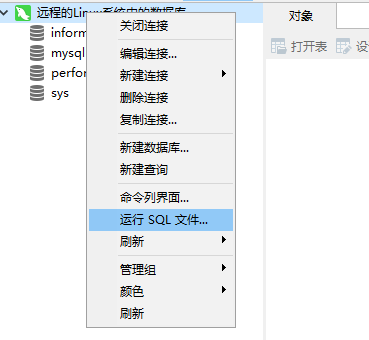 远程的Linux系统中的数据库
对象
关闭连接
inform
mysql
编辑连接...
打开表
设
perfor
新建连接
sys
删除连接
复制连接...
新建数据库...
新建查询
命令列界面...
运行 SQL 文件...
刷新
管理组
颜色
刷新